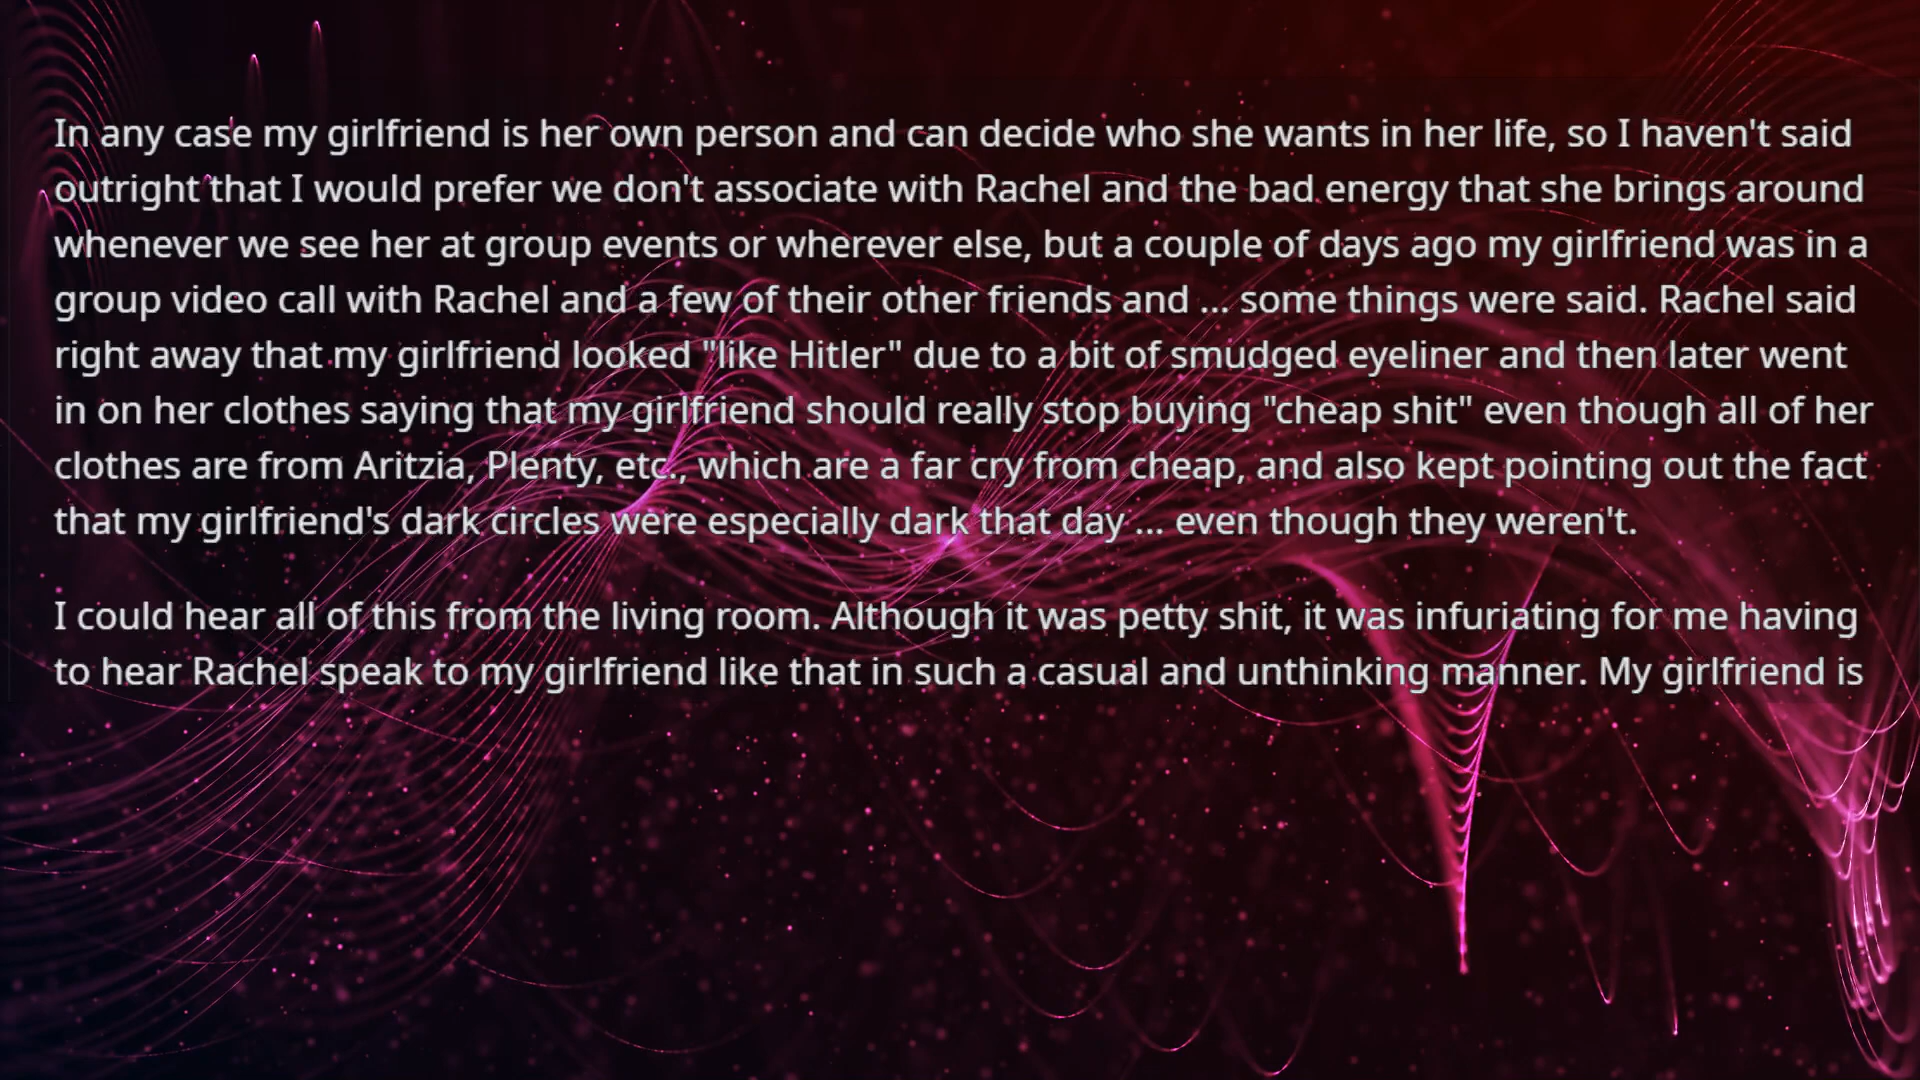 In any case my girlfriend is her own person and can decide who she wants in her life, so I haven't said
outright that I would prefer we don't associate with Rachel and the bad energy that she brings around
whenever we see her at group events or wherever else, but a couple of days ago my girlfriend was in a
group video call with Rachel and a few of their other friends and ... some things were said. Rachel said
right away that my girlfriend looked "like Hitler" due to a bit of smudged eyeliner and then later went
in on her clothes saying that my girlfriend should really stop buying "cheap shit" even though all of her
clothes are from Aritzia, Plenty, etc., which are a far cry from cheap, and also kept pointing out the fact
that my girlfriend's dark circles were especially dark that day ... even though they weren't.
I could hear all of this from the living room. Although it was petty shit, it was infuriating for me having
to hear Rachel speak to my girlfriend like that in such a casual and unthinking manner. My girlfriend is